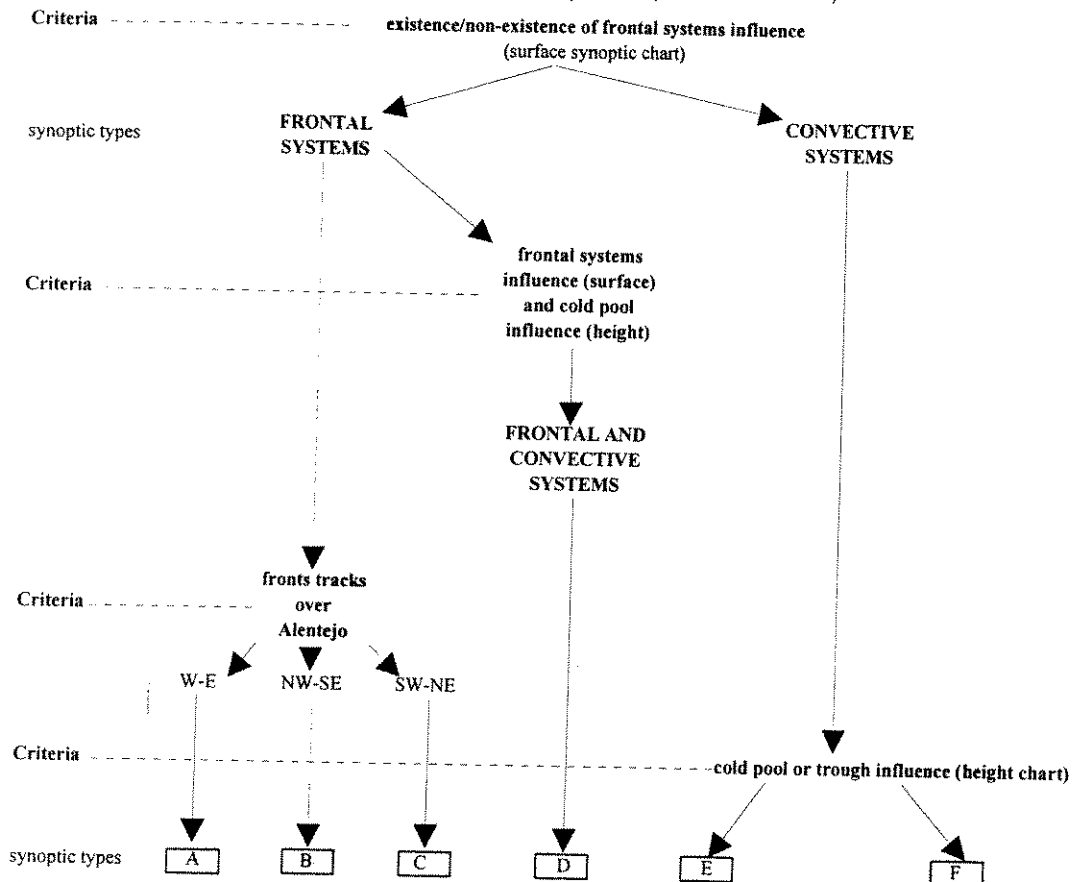 Criteria
existence/non-existence of frontal systems influence
(surface synoptic chart)
synoptic types
FRONTAL
SYSTEMS
CONVECTIVE
SYSTEMS
Criteria
frontal systems
influence (surface)
and cold pool
influence (height)
FRONTAL AND
CONVECTIVE
SYSTEMS
Criteria
fronts tracks
over
Alentejo
W-E
NW-SE
SW-NE
Criteria
cold pool or trough influence (height chart)
synoptic types
A
B
C
D
E
F